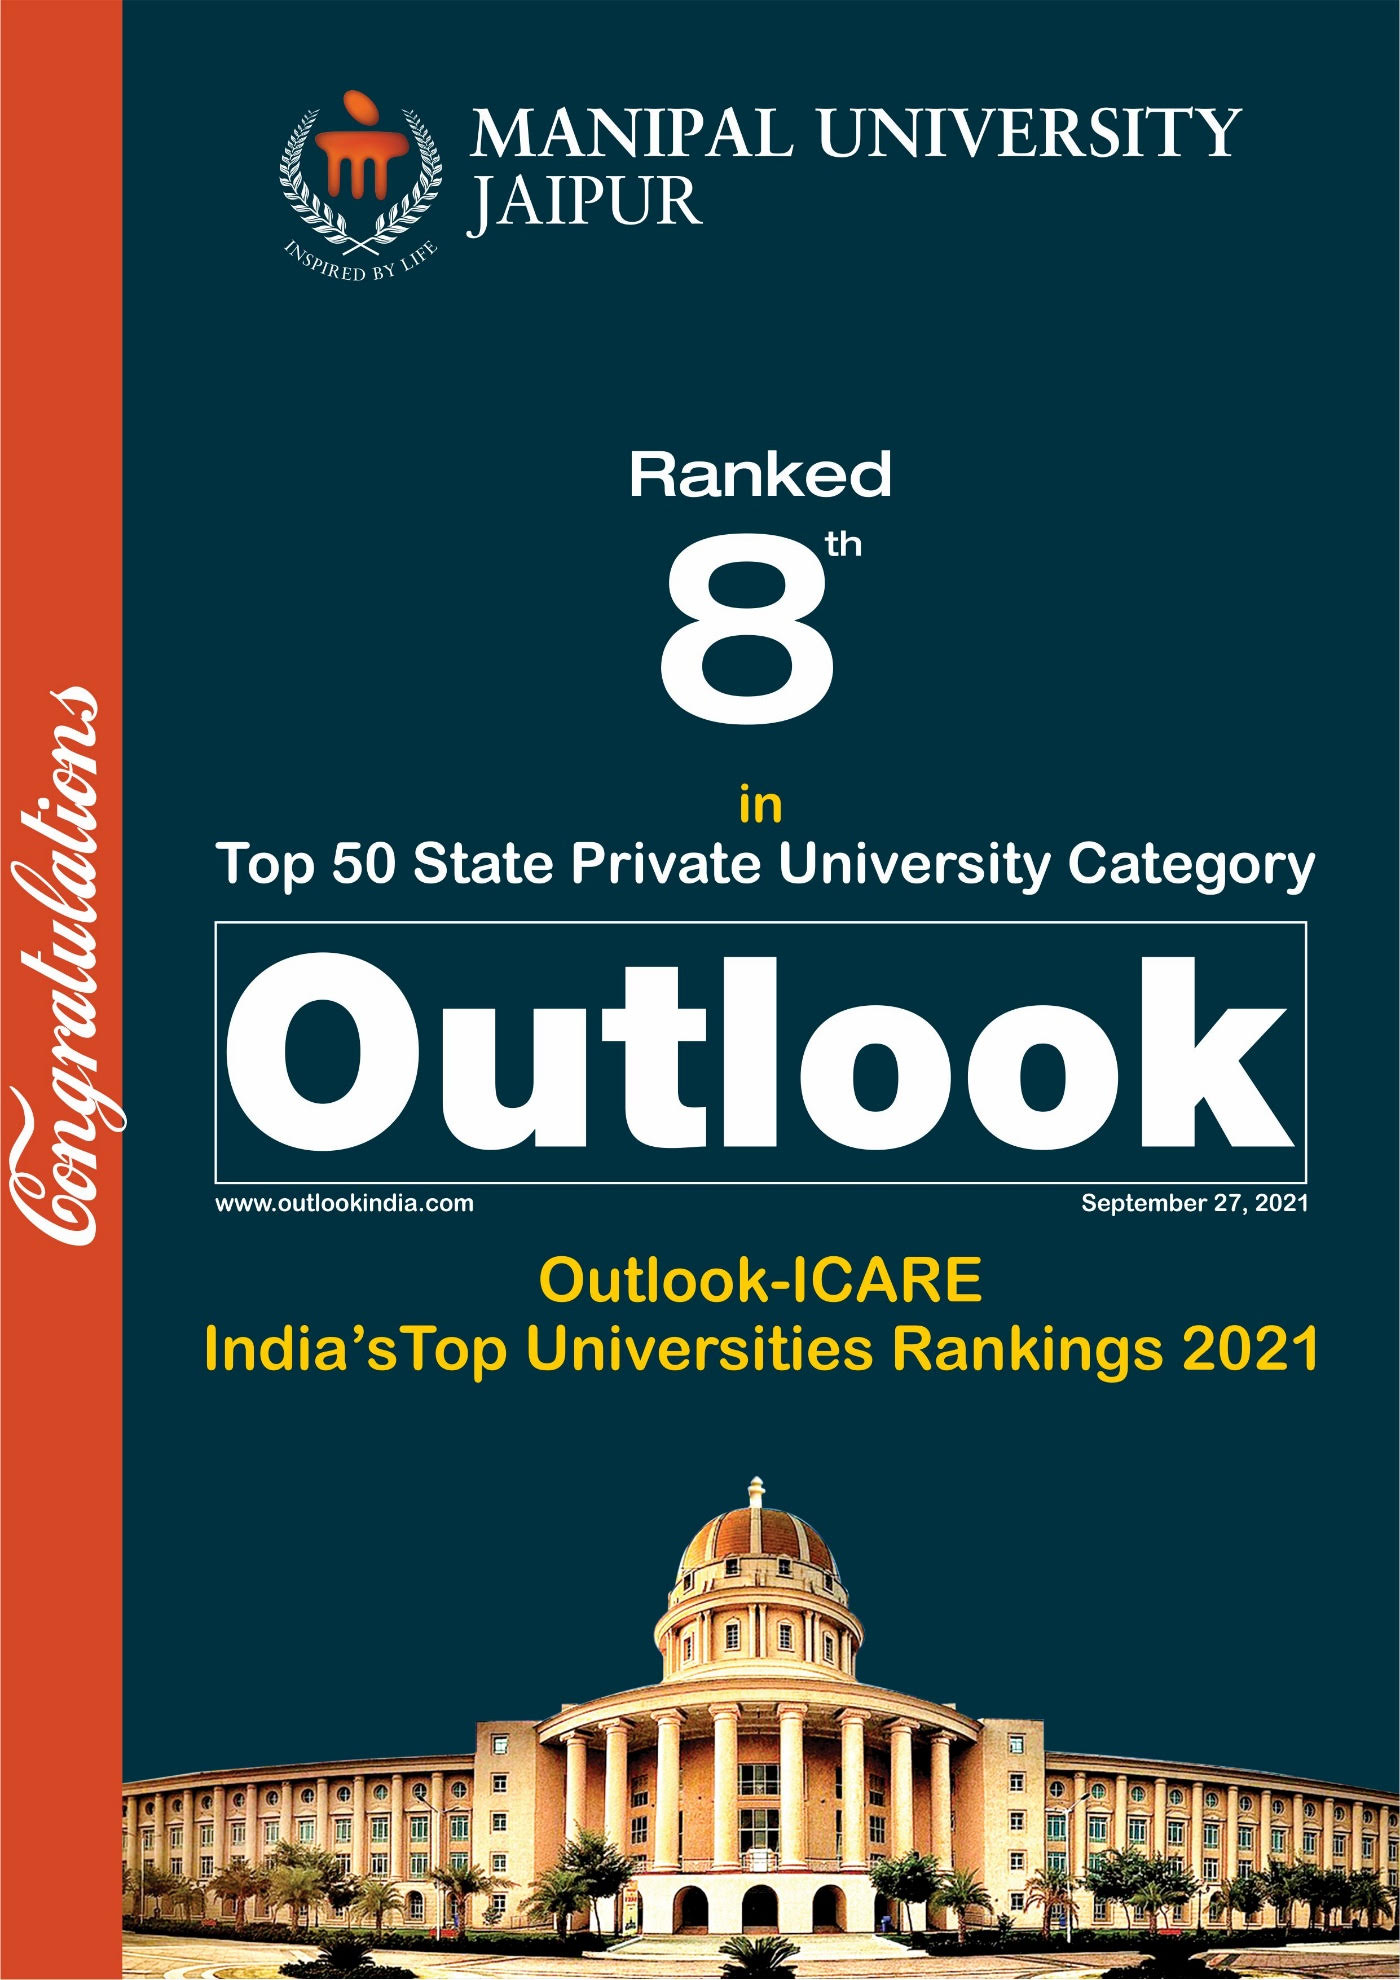 MANIPAL UNIVERSITY
JAIPUR
INSPIRED BY LIFE
Ranked
8th
in
Top 50 State Private University Category
Outlook
www.outlookindia.com
September 27, 2021
Outlook-ICARE
India'sTop Universities Rankings 2021
Congratulations